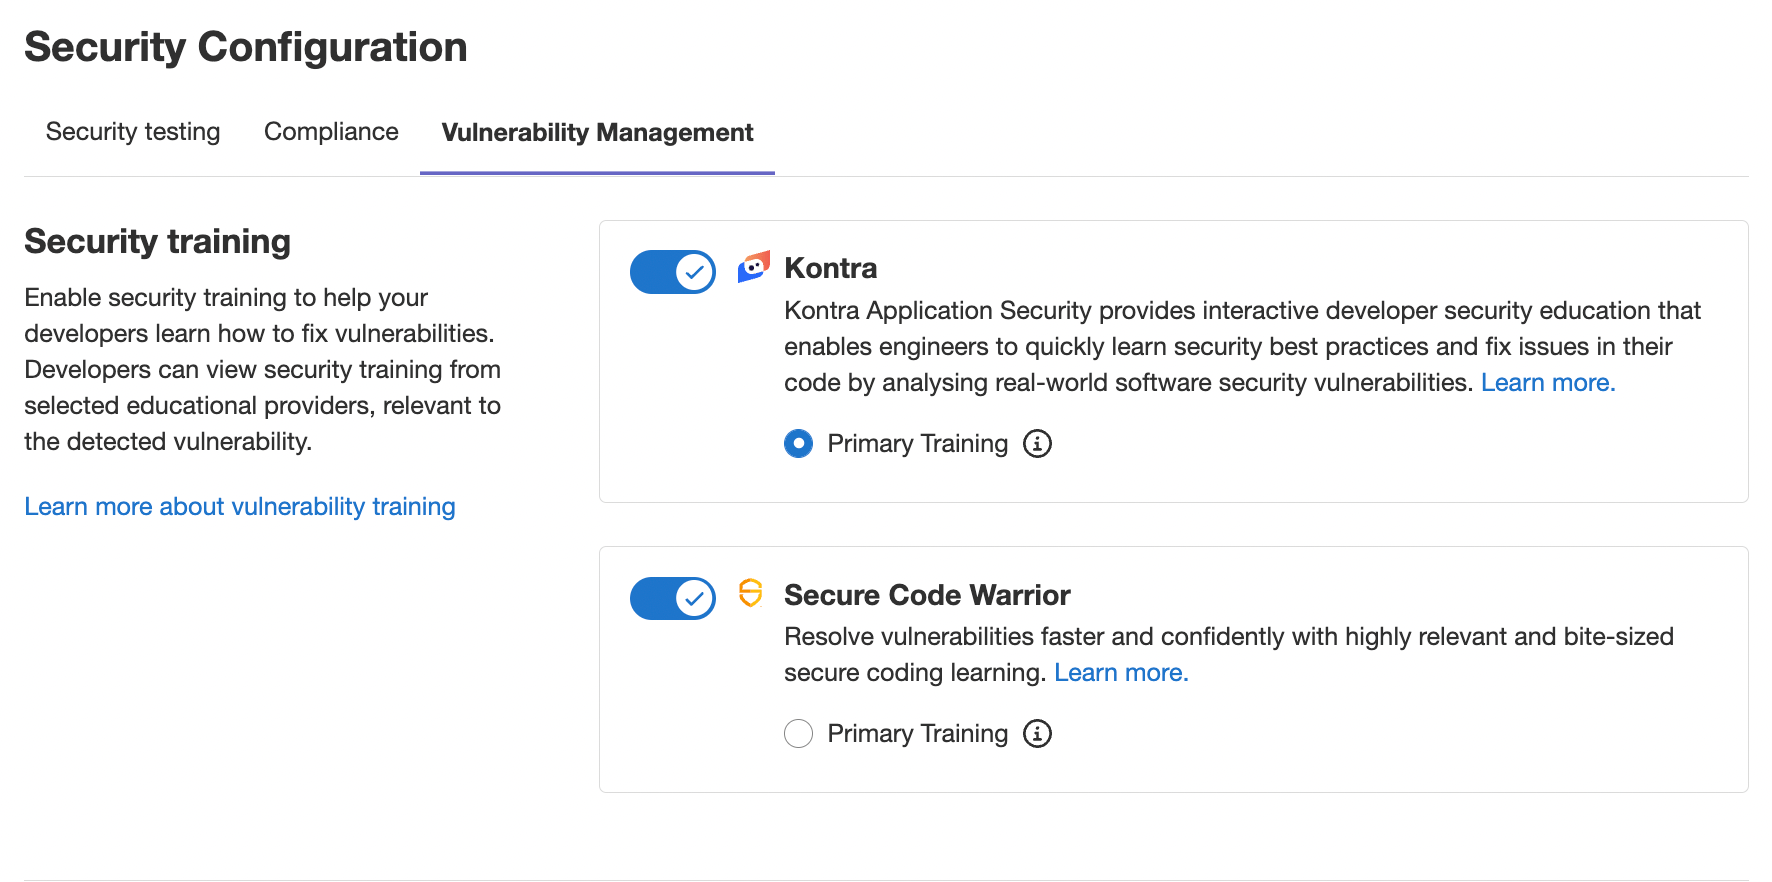 Security Configuration
Security testing
Compliance
Vulnerability Management
Security training
Enable security training to help your
developers learn how to fix vulnerabilities.
Developers can view security training from
selected educational providers, relevant to
the detected vulnerability.
Learn more about vulnerability training
Kontra
Kontra Application Security provides interactive developer security education that
enables engineers to quickly learn security best practices and fix issues in their
code by analysing real-world software security vulnerabilities. Learn more.
Primary Training
Secure Code Warrior
Resolve vulnerabilities faster and confidently with highly relevant and bite-sized
secure coding learning. Learn more.
Primary Training